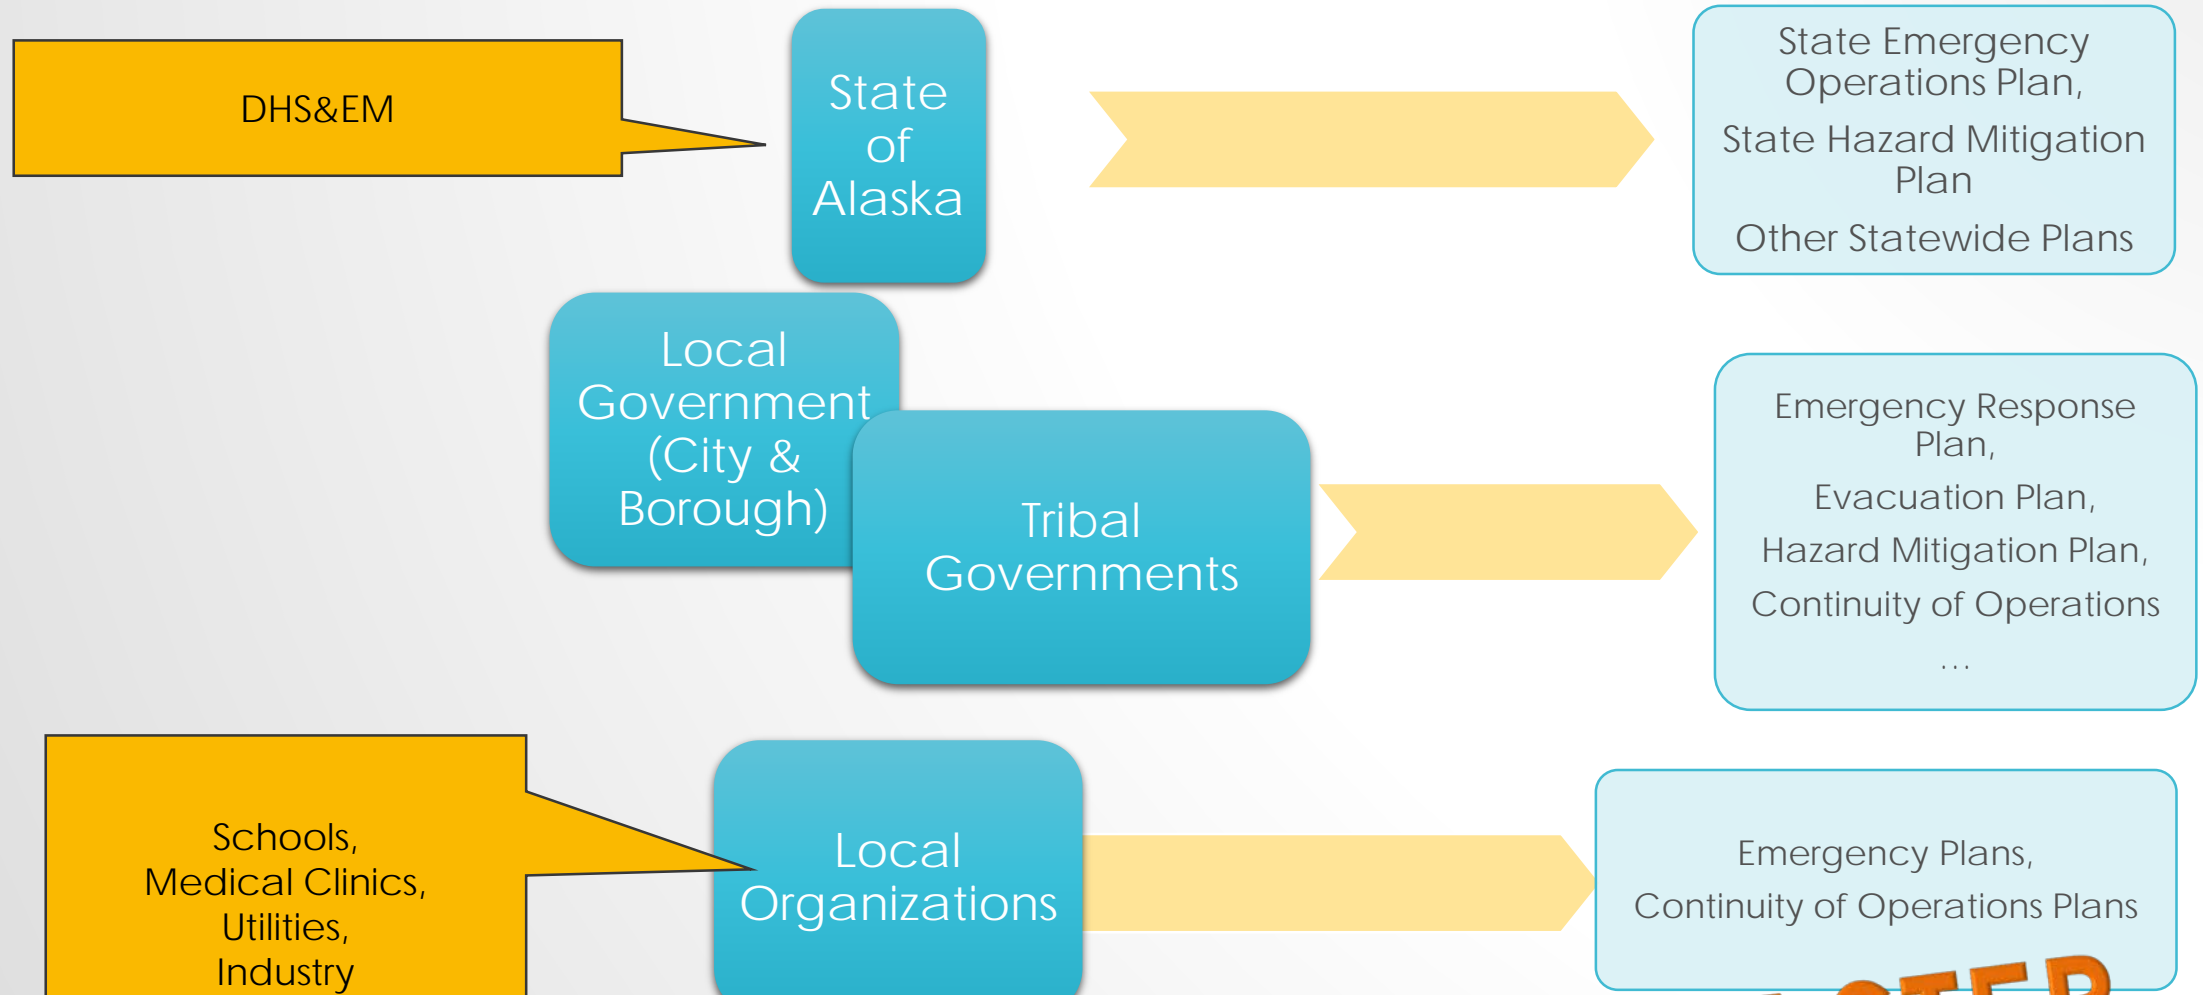 DHS&EM
State
of
Alaska
State Emergency
Operations Plan,
State Hazard Mitigation
Plan
Other Statewide Plans
Local
Government
(City &
Borough)
Tribal
Governments
Emergency Response
Plan,
Evacuation Plan,
Hazard Mitigation Plan,
Continuity of Operations
…
Schools,
Medical Clinics,
Utilities,
Industry
Local
Organizations
Emergency Plans,
Continuity of Operations Plans